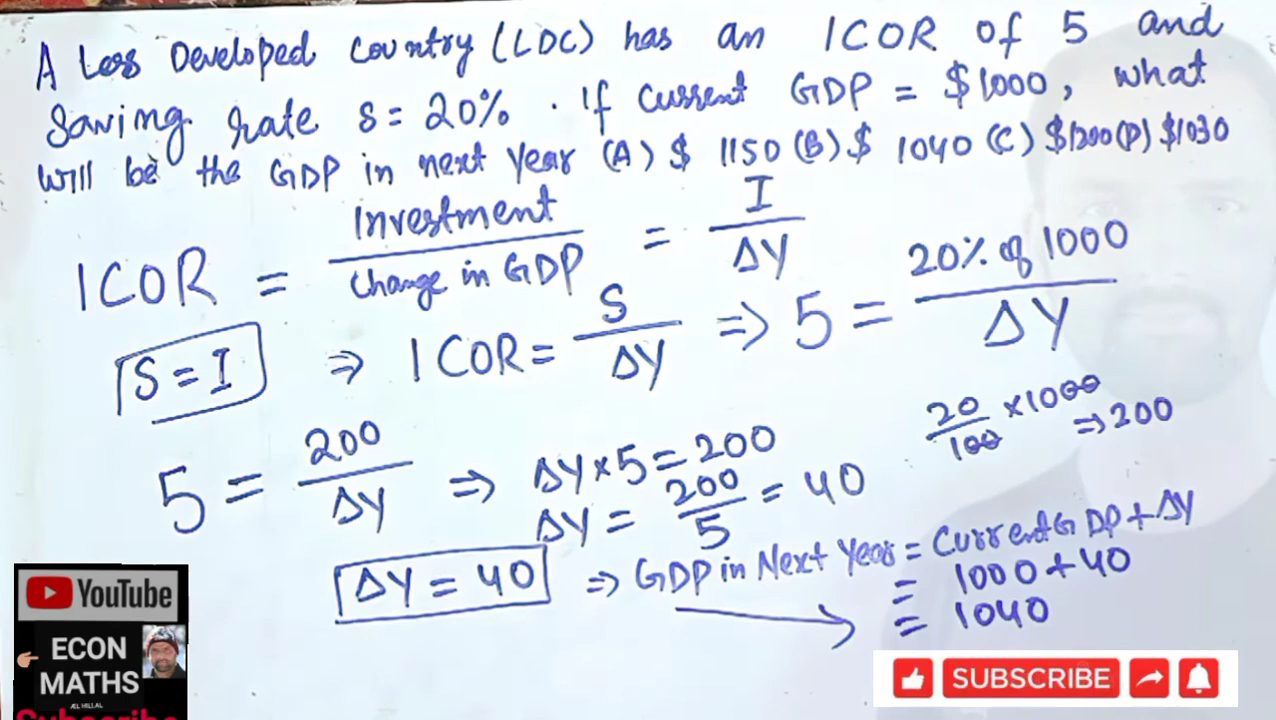 A Less Developed Country (LDC) has an ICOR of 5 and
Saving rate s = 20% . If Current GDP = $1000, what
will be the GDP in next Year (A) $ 1150 (B) $ 1040 (C) $1200 (D) $1030
ICOR = Investment / Change in GDP = I / ΔY
S = I ⇒ ICOR = S / ΔY ⇒ 5 = 20% of 1000 / ΔY
20/100 × 1000
⇒ 200
5 = 200 / ΔY ⇒ ΔY × 5 = 200
ΔY = 200 / 5 = 40
ΔY = 40 ⇒ GDP in Next Year = Current GDP + ΔY
= 1000 + 40
= 1040
YouTube
ECON
MATHS
ÆL HILLAL
Subscribe
SUBSCRIBE